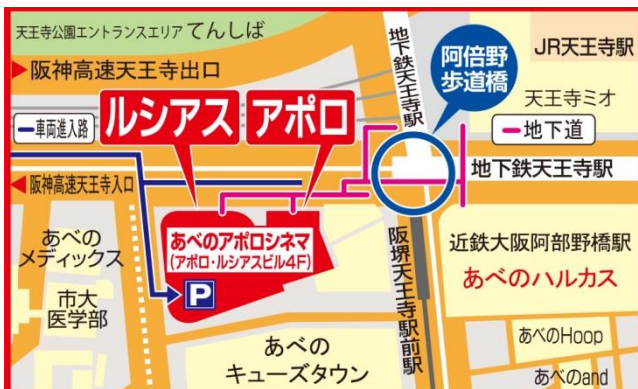 天王寺公園エントランスエリア てんしば
阪神高速天王寺出口
車両進入路
ルシアス
アポロ
地下鉄天王寺駅
阿倍野
歩道橋
JR天王寺駅
天王寺ミオ
地下道
地下鉄天王寺駅
阪神高速天王寺入口
あべの
メディックス
市大
医学部
あべのアポロシネマ
(アポロ・ルシアスビル4F)
P
あべの
キューズタウン
阪堺天王寺駅前駅
近鉄大阪阿部野橋駅
あべのハルカス
あべのHoop
あべのand